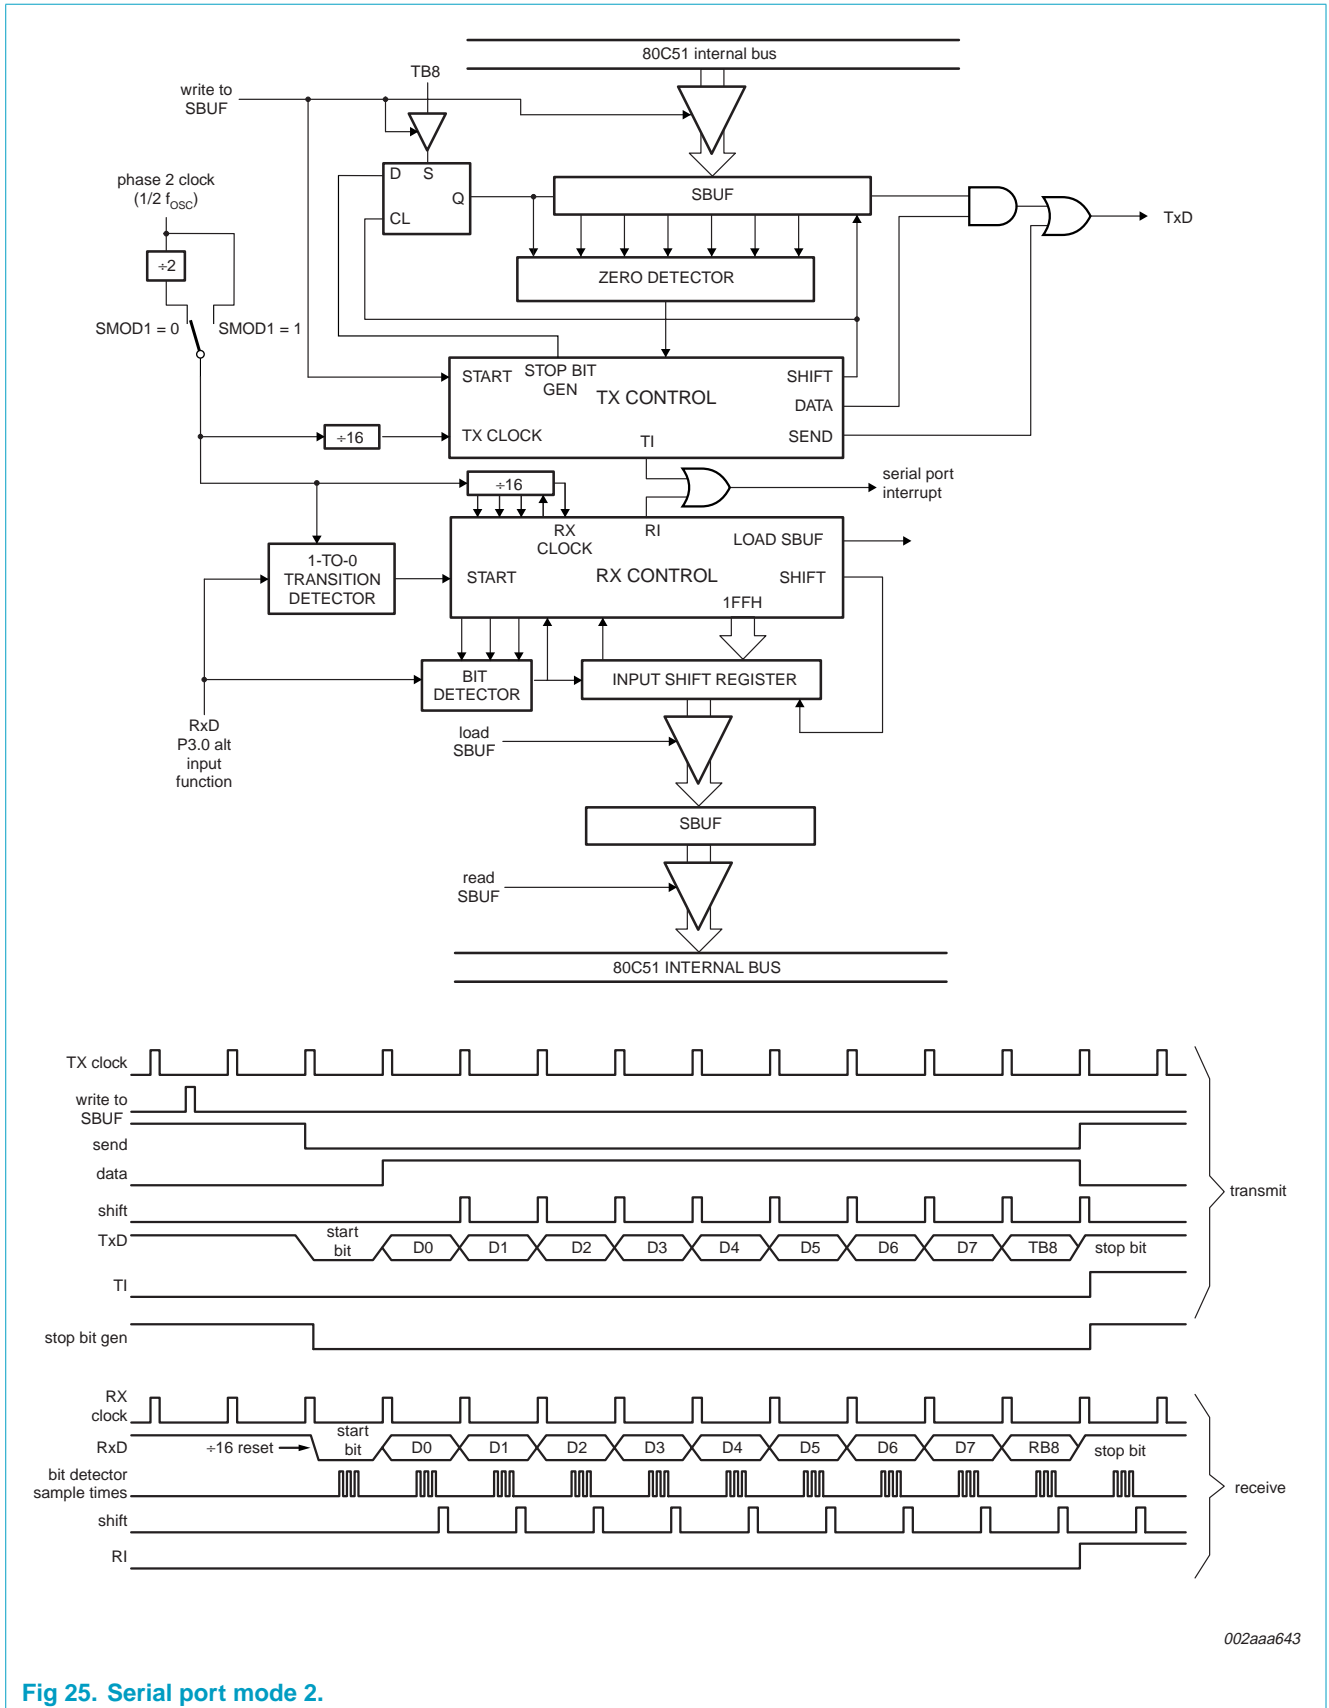 80C51 internal bus
TB8
write to
SBUF
phase 2 clock
(1/2 fOSC)
D S
Q
CL
SBUF
TxD
÷2
ZERO DETECTOR
SMOD1 = 0
SMOD1 = 1
START
STOP BIT
GEN
TX CONTROL
SHIFT
DATA
÷16
TX CLOCK
TI
SEND
serial port
interrupt
÷16
RX
CLOCK
RI
LOAD SBUF
1-TO-0
TRANSITION
DETECTOR
START
RX CONTROL
SHIFT
1FFH
BIT
DETECTOR
INPUT SHIFT REGISTER
RxD
P3.0 alt
input
function
load
SBUF
SBUF
read
SBUF
80C51 INTERNAL BUS
TX clock
write to
SBUF
send
data
shift
TxD
start
bit
D0 D1 D2 D3 D4 D5 D6 D7 TB8 stop bit
TI
stop bit gen
transmit
RX
clock
RxD
÷16 reset
start
bit
D0 D1 D2 D3 D4 D5 D6 D7 RB8 stop bit
bit detector
sample times
shift
RI
receive
002aaa643
Fig 25. Serial port mode 2.